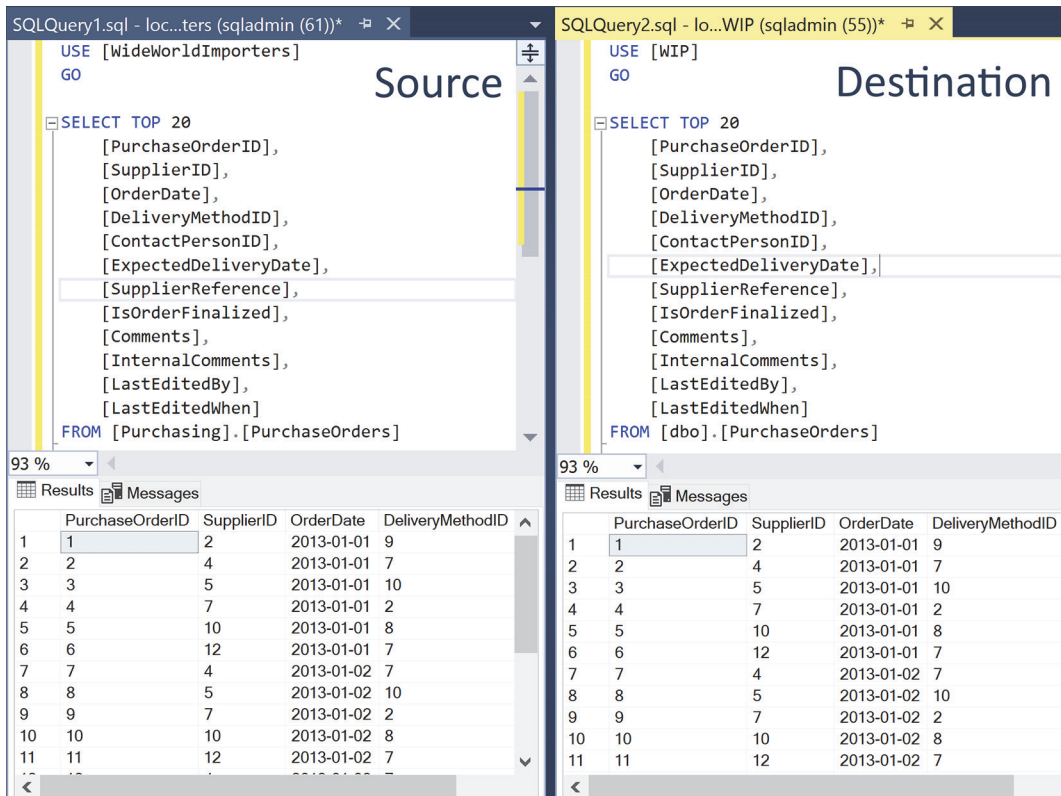 SQLQuery1.sql - loc...ters (sqladmin (61))*
USE [WideWorldImporters]
GO
Source
SELECT TOP 20
[PurchaseOrderID],
[SupplierID],
[OrderDate],
[DeliveryMethodID],
[ContactPersonID],
[ExpectedDeliveryDate],
[SupplierReference],
[IsOrderFinalized],
[Comments],
[InternalComments],
[LastEditedBy],
[LastEditedWhen]
FROM [Purchasing].[PurchaseOrders]
93 %
Results Messages
PurchaseOrderID SupplierID OrderDate DeliveryMethodID
1 1 2 2013-01-01 9
2 2 4 2013-01-01 7
3 3 5 2013-01-01 10
4 4 7 2013-01-01 2
5 5 10 2013-01-01 8
6 6 12 2013-01-01 7
7 7 4 2013-01-02 7
8 8 5 2013-01-02 10
9 9 7 2013-01-02 2
10 10 10 2013-01-02 8
11 11 12 2013-01-02 7
SQLQuery2.sql - lo...WIP (sqladmin (55))*
USE [WIP]
GO
Destination
SELECT TOP 20
[PurchaseOrderID],
[SupplierID],
[OrderDate],
[DeliveryMethodID],
[ContactPersonID],
[ExpectedDeliveryDate],
[SupplierReference],
[IsOrderFinalized],
[Comments],
[InternalComments],
[LastEditedBy],
[LastEditedWhen]
FROM [dbo].[PurchaseOrders]
93 %
Results Messages
PurchaseOrderID SupplierID OrderDate DeliveryMethodID
1 1 2 2013-01-01 9
2 2 4 2013-01-01 7
3 3 5 2013-01-01 10
4 4 7 2013-01-01 2
5 5 10 2013-01-01 8
6 6 12 2013-01-01 7
7 7 4 2013-01-02 7
8 8 5 2013-01-02 10
9 9 7 2013-01-02 2
10 10 10 2013-01-02 8
11 11 12 2013-01-02 7